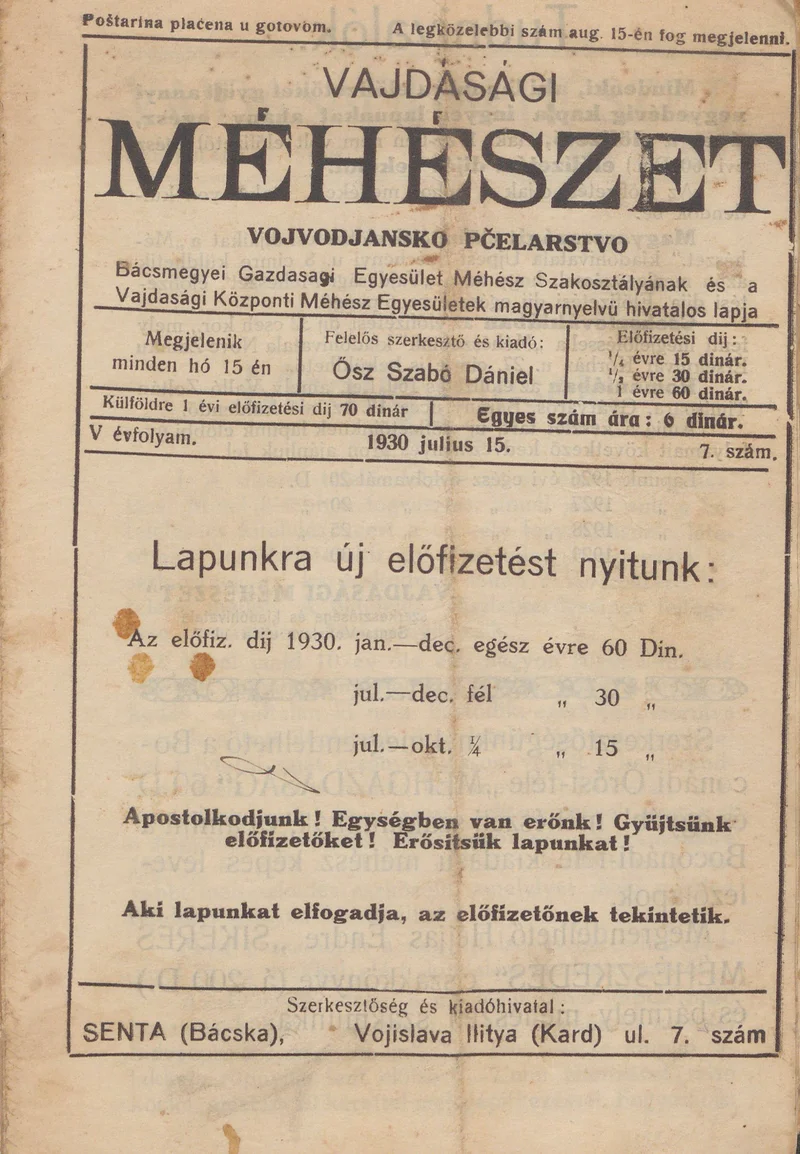 Poštarina plaćena u gotovom.
A legközelebbi szám aug. 15-én fog megjelenni.
VAJDASÁGI
MÉHÉSZET
VOJVODJANSKO PČELARSTVO
Bácsmegyei Gazdasagi Egyesület Méhész Szakosztályának és a
Vajdasági Központi Méhész Egyesületek magyarnyelvü hivatalos lapja
Megjelenik
minden hó 15 én
Felelős szerkesztő és kiadó:
Ősz Szabó Dániel
Előfizetési dij:
1/4 évre 15 dinár.
1/2 évre 30 dinár.
1 évre 60 dinár.
Külföldre 1 évi előfizetési dij 70 dinár
Egyes szám ára: 6 dinár.
V évfolyam.
1930 julius 15.
7. szám.
Lapunkra új előfizetést nyitunk:
Az előfiz. dij 1930. jan.—dec. egész évre 60 Din.
jul.—dec. fél „ 30 „
jul.—okt. ¼ „ 15 „
Apostolkodjunk! Egységben van erőnk! Gyüjtsünk
előfizetőket! Erősitsük lapunkat!
Aki lapunkat elfogadja, az előfizetőnek tekintetik.
Szerkesztőség és kiadóhivatal:
SENTA (Bácska), Vojislava Ilitya (Kard) ul. 7. szám